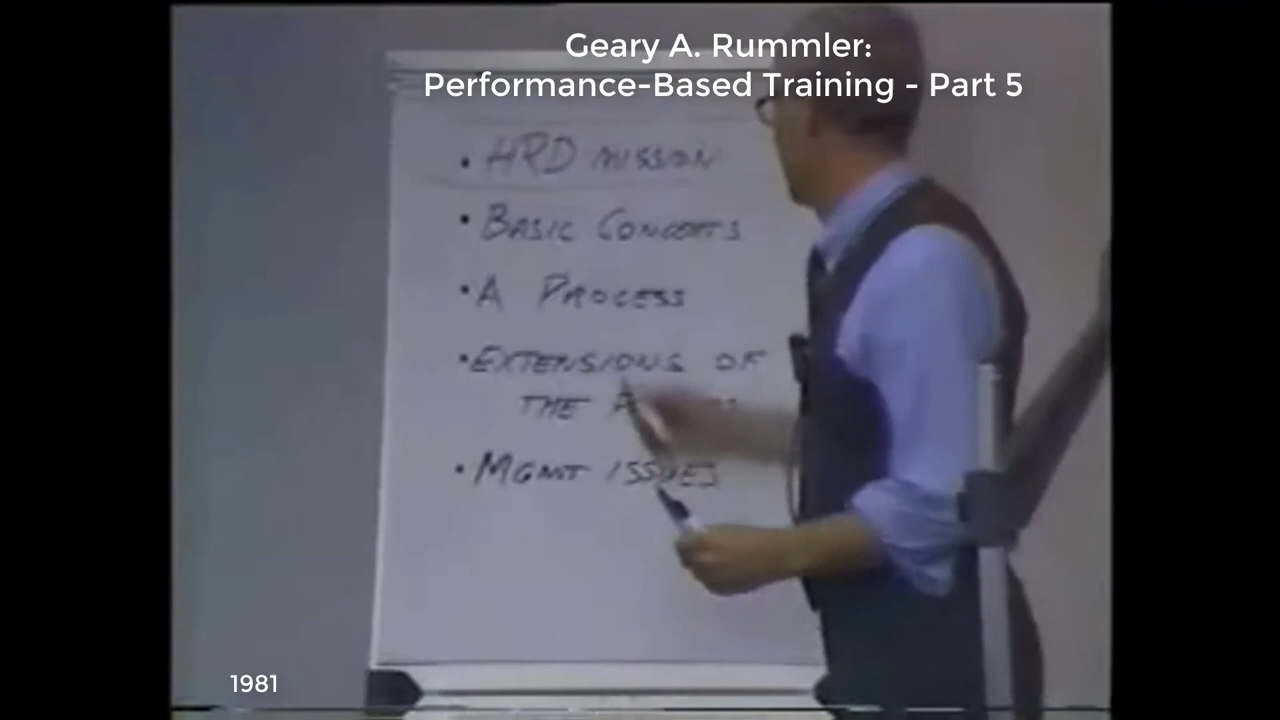 Geary A. Rummler:
Performance-Based Training - Part 5
• HRD MISSION
• BASIC CONCEPTS
• A PROCESS
• EXTENSIONS OF
THE
• MGMT ISSUES
1981